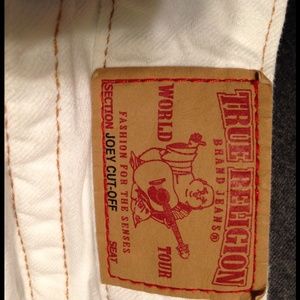 TRUE RELIGION
BRAND JEANS®
WORLD TOUR
FASHION FOR THE SENSES
SECTION JOEY CUT-OFF SEAT